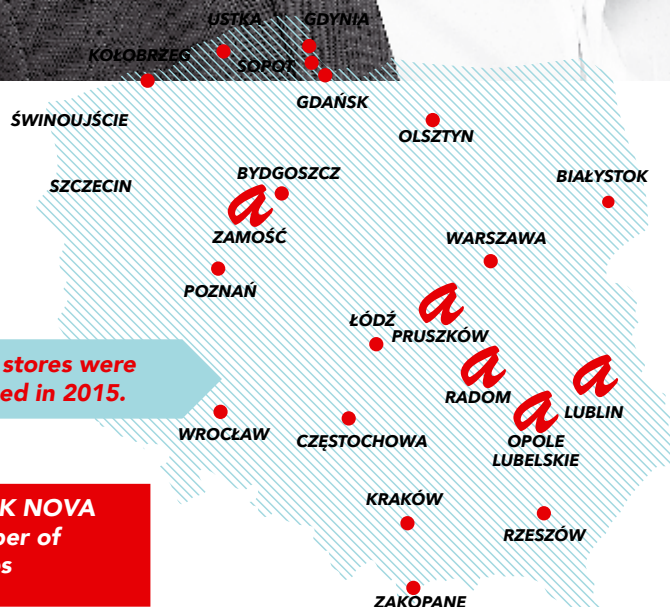 USTKA
GDYNIA
KOŁOBRZEG
SOPOT
GDAŃSK
ŚWINOUJŚCIE
OLSZTYN
SZCZECIN
BYDGOSZCZ
BIAŁYSTOK
a
ZAMOŚĆ
WARSZAWA
POZNAŃ
a
ŁÓDŹ
PRUSZKÓW
a
RADOM
a
LUBLIN
a
OPOLE
LUBELSKIE
stores were
ed in 2015.
WROCŁAW
CZĘSTOCHOWA
KRAKÓW
RZESZÓW
K NOVA
ber of
es
ZAKOPANE